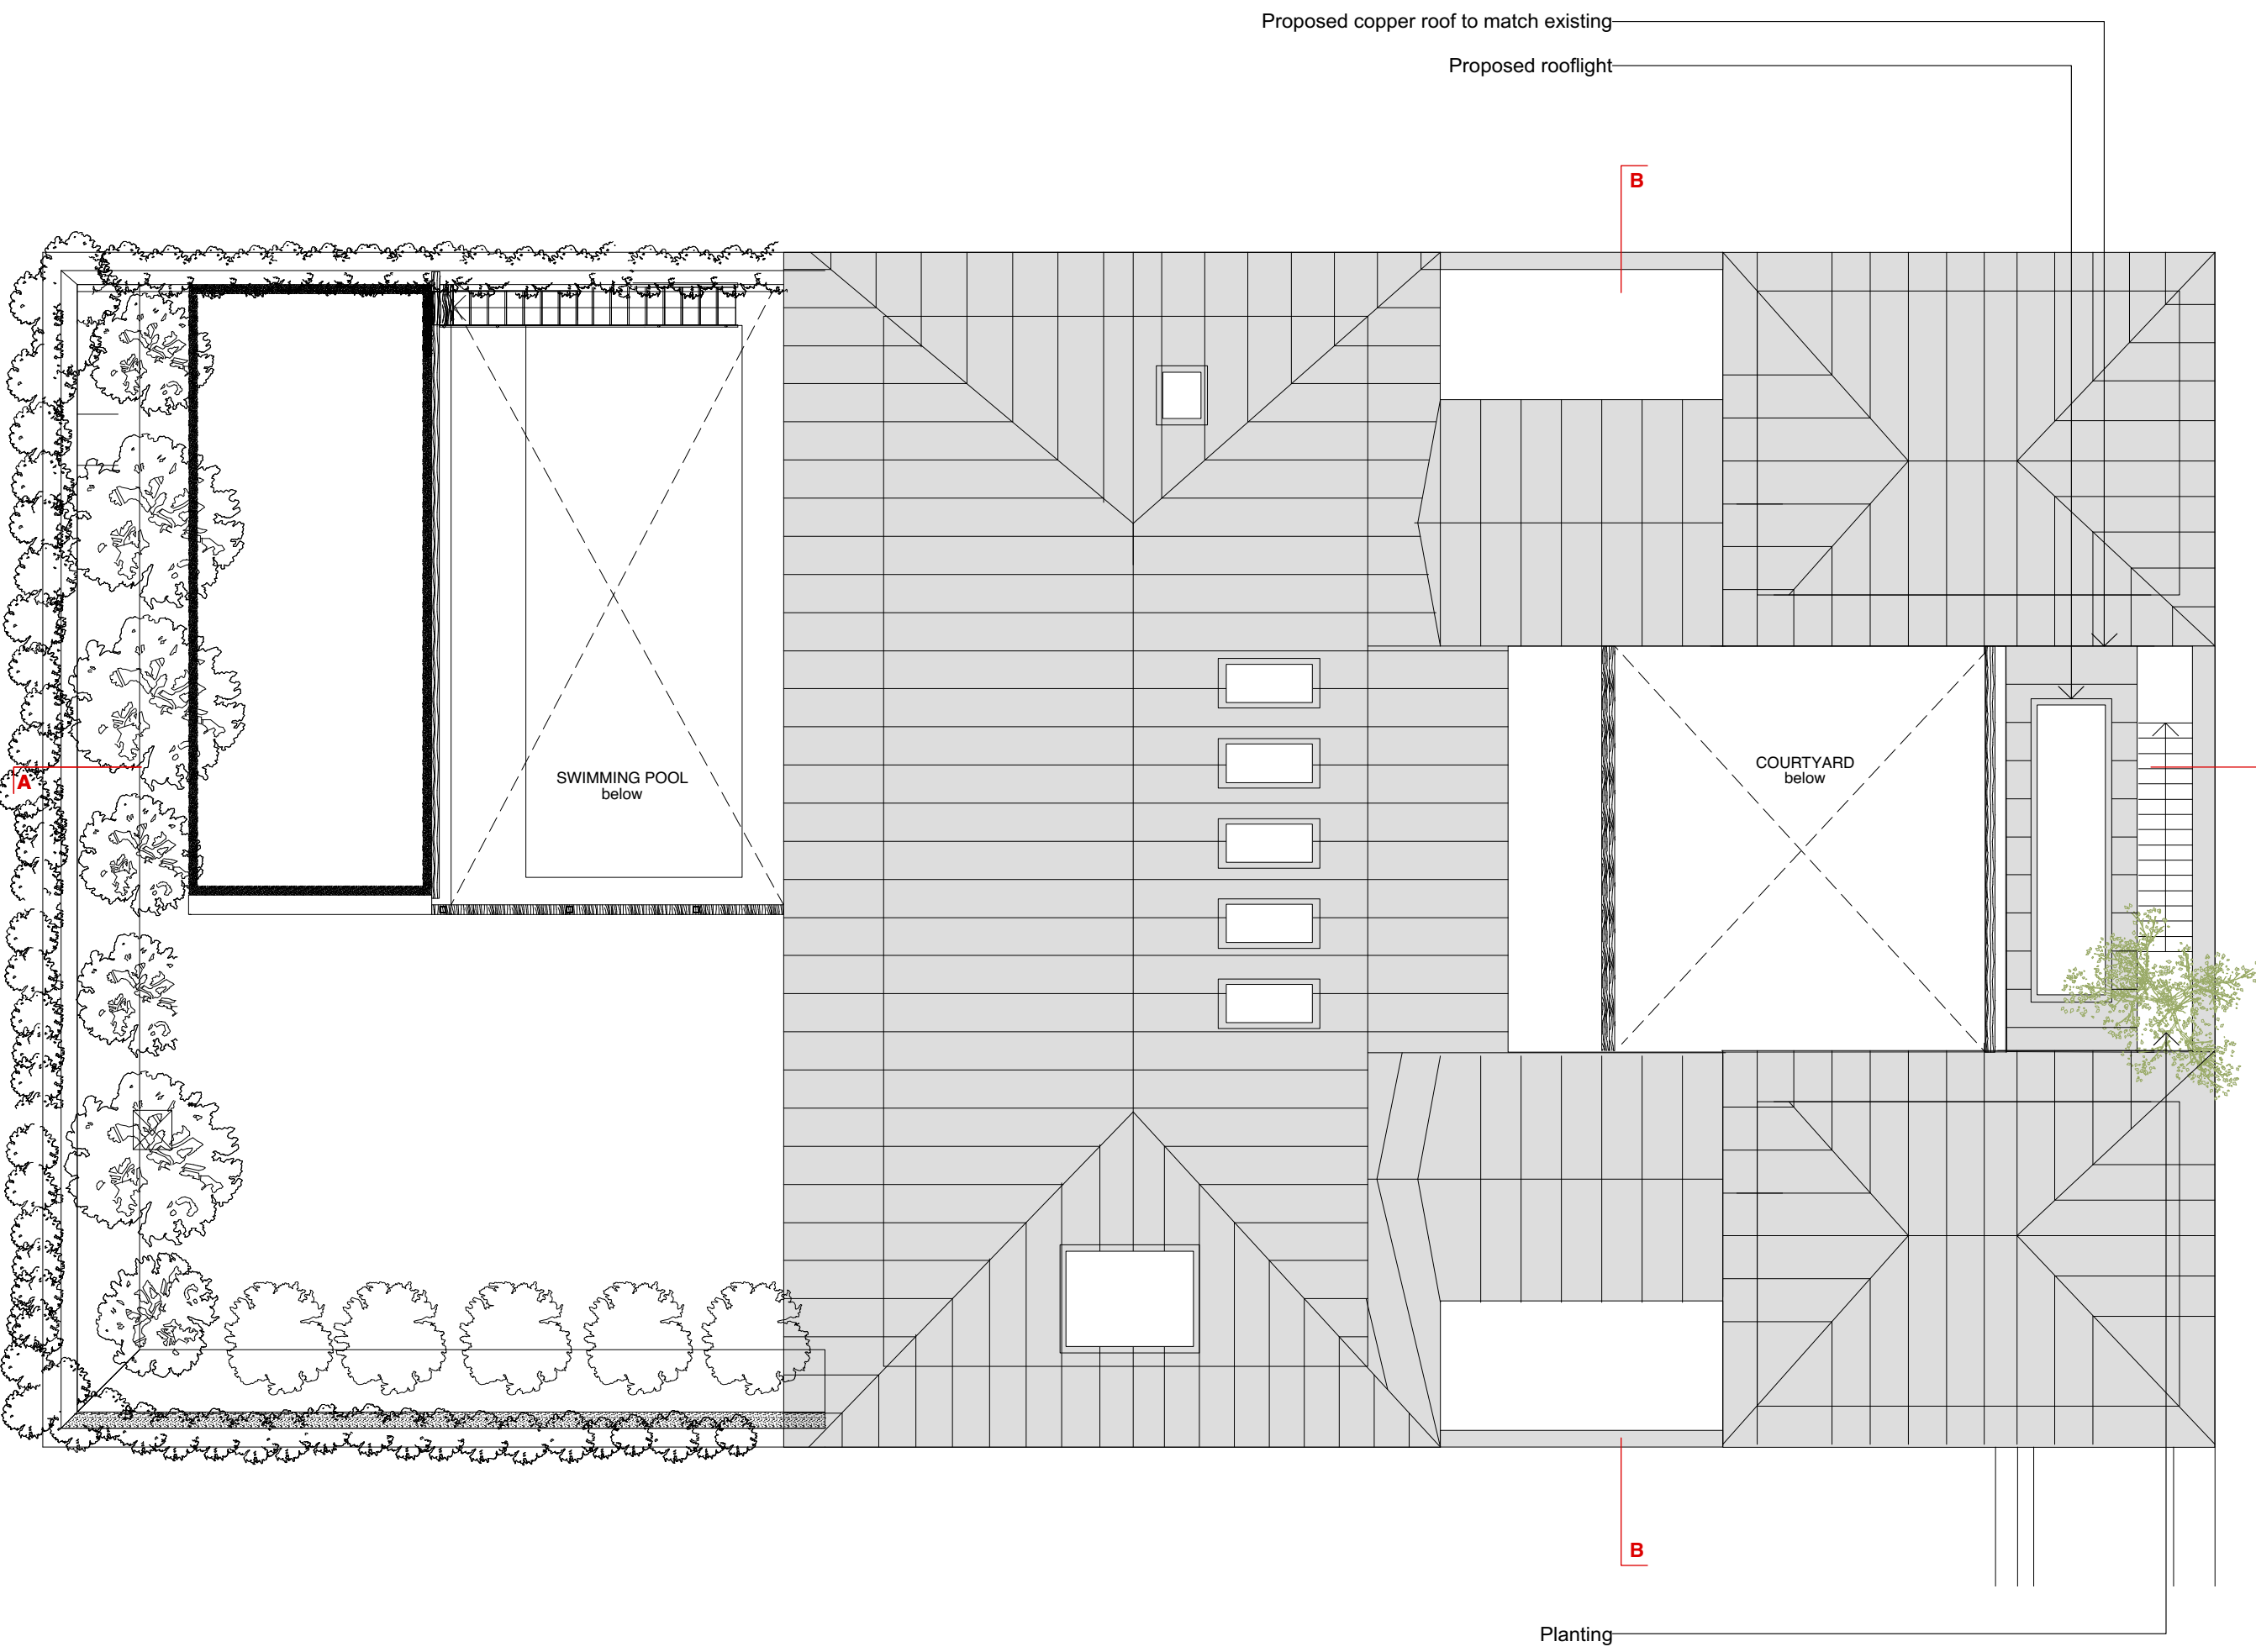 Proposed copper roof to match existing
Proposed rooflight
B
A
SWIMMING POOL
below
COURTYARD
below
B
Planting